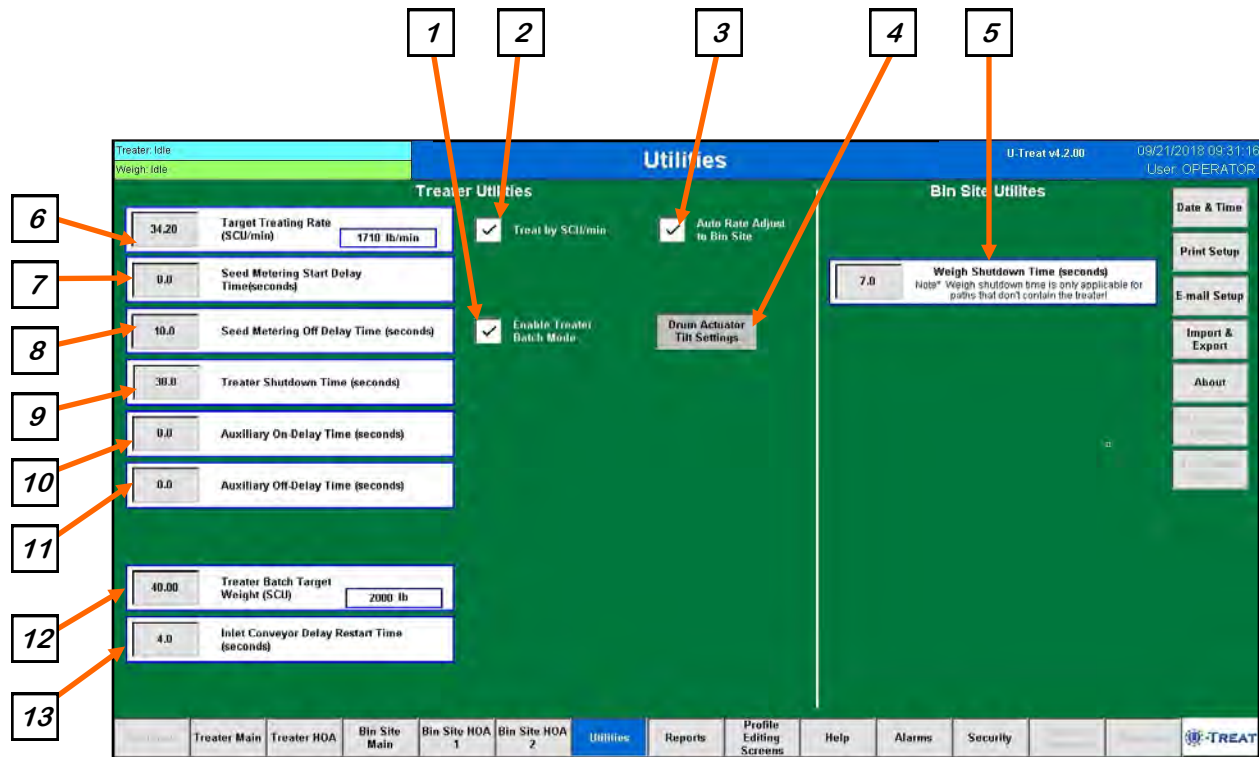 1
2
3
4
5
Treater: Idle
Weigh: Idle
Utilities
U-Treat v4.2.00
09/21/2018 09:31:16
User: OPERATOR
Treater Utilities
Bin Site Utilites
6
34.20
Target Treating Rate
(SCU/min)
1710 lb/min
Treat by SCU/min
Auto Rate Adjust
to Bin Site
Date & Time
Print Setup
7
0.0
Seed Metering Start Delay
Time(seconds)
7.0
Weigh Shutdown Time (seconds)
Note* Weigh shutdown time is only applicable for
paths that don't contain the treater!
E-mail Setup
8
10.0
Seed Metering Off Delay Time (seconds)
Enable Treater
Batch Mode
Drum Actuator
Tilt Settings
Import &
Export
9
30.0
Treater Shutdown Time (seconds)
About
10
0.0
Auxiliary On-Delay Time (seconds)
11
0.0
Auxiliary Off-Delay Time (seconds)
12
40.00
Treater Batch Target
Weight (SCU)
2000 lb
13
4.0
Inlet Conveyor Delay Restart Time
(seconds)
Treater Main
Treater HOA
Bin Site
Main
Bin Site HOA
1
Bin Site HOA
2
Utilities
Reports
Profile
Editing
Screens
Help
Alarms
Security
U-TREAT